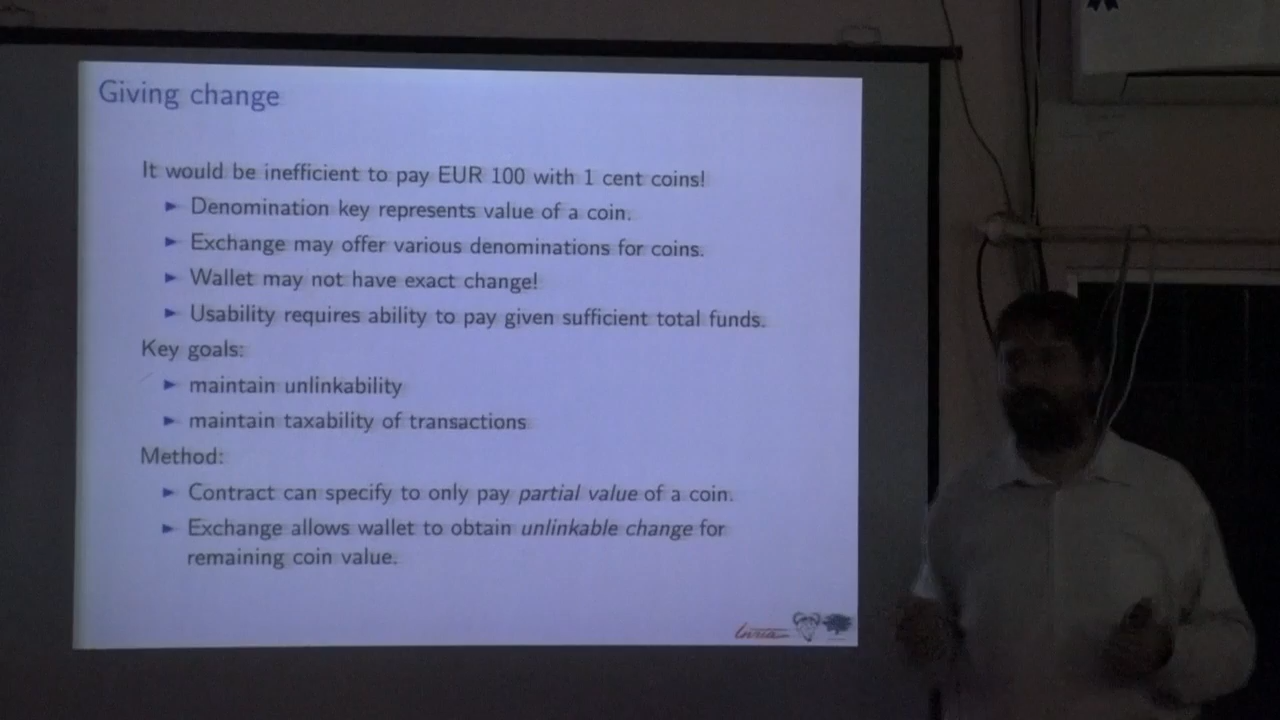 Giving change
It would be inefficient to pay EUR 100 with 1 cent coins!
► Denomination key represents value of a coin.
► Exchange may offer various denominations for coins.
► Wallet may not have exact change!
► Usability requires ability to pay given sufficient total funds.
Key goals:
► maintain unlinkability
► maintain taxability of transactions
Method:
► Contract can specify to only pay partial value of a coin.
► Exchange allows wallet to obtain unlinkable change for
remaining coin value.
Inria